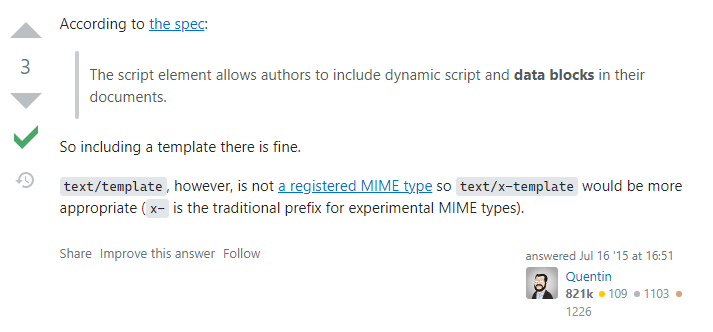 According to the spec:
3
The script element allows authors to include dynamic script and data blocks in their
documents.
So including a template there is fine.
text/template, however, is not a registered MIME type so text/x-template would be more
appropriate (x- is the traditional prefix for experimental MIME types).
Share Improve this answer Follow
answered Jul 16 '15 at 16:51
Quentin
821k 109 1103
1226